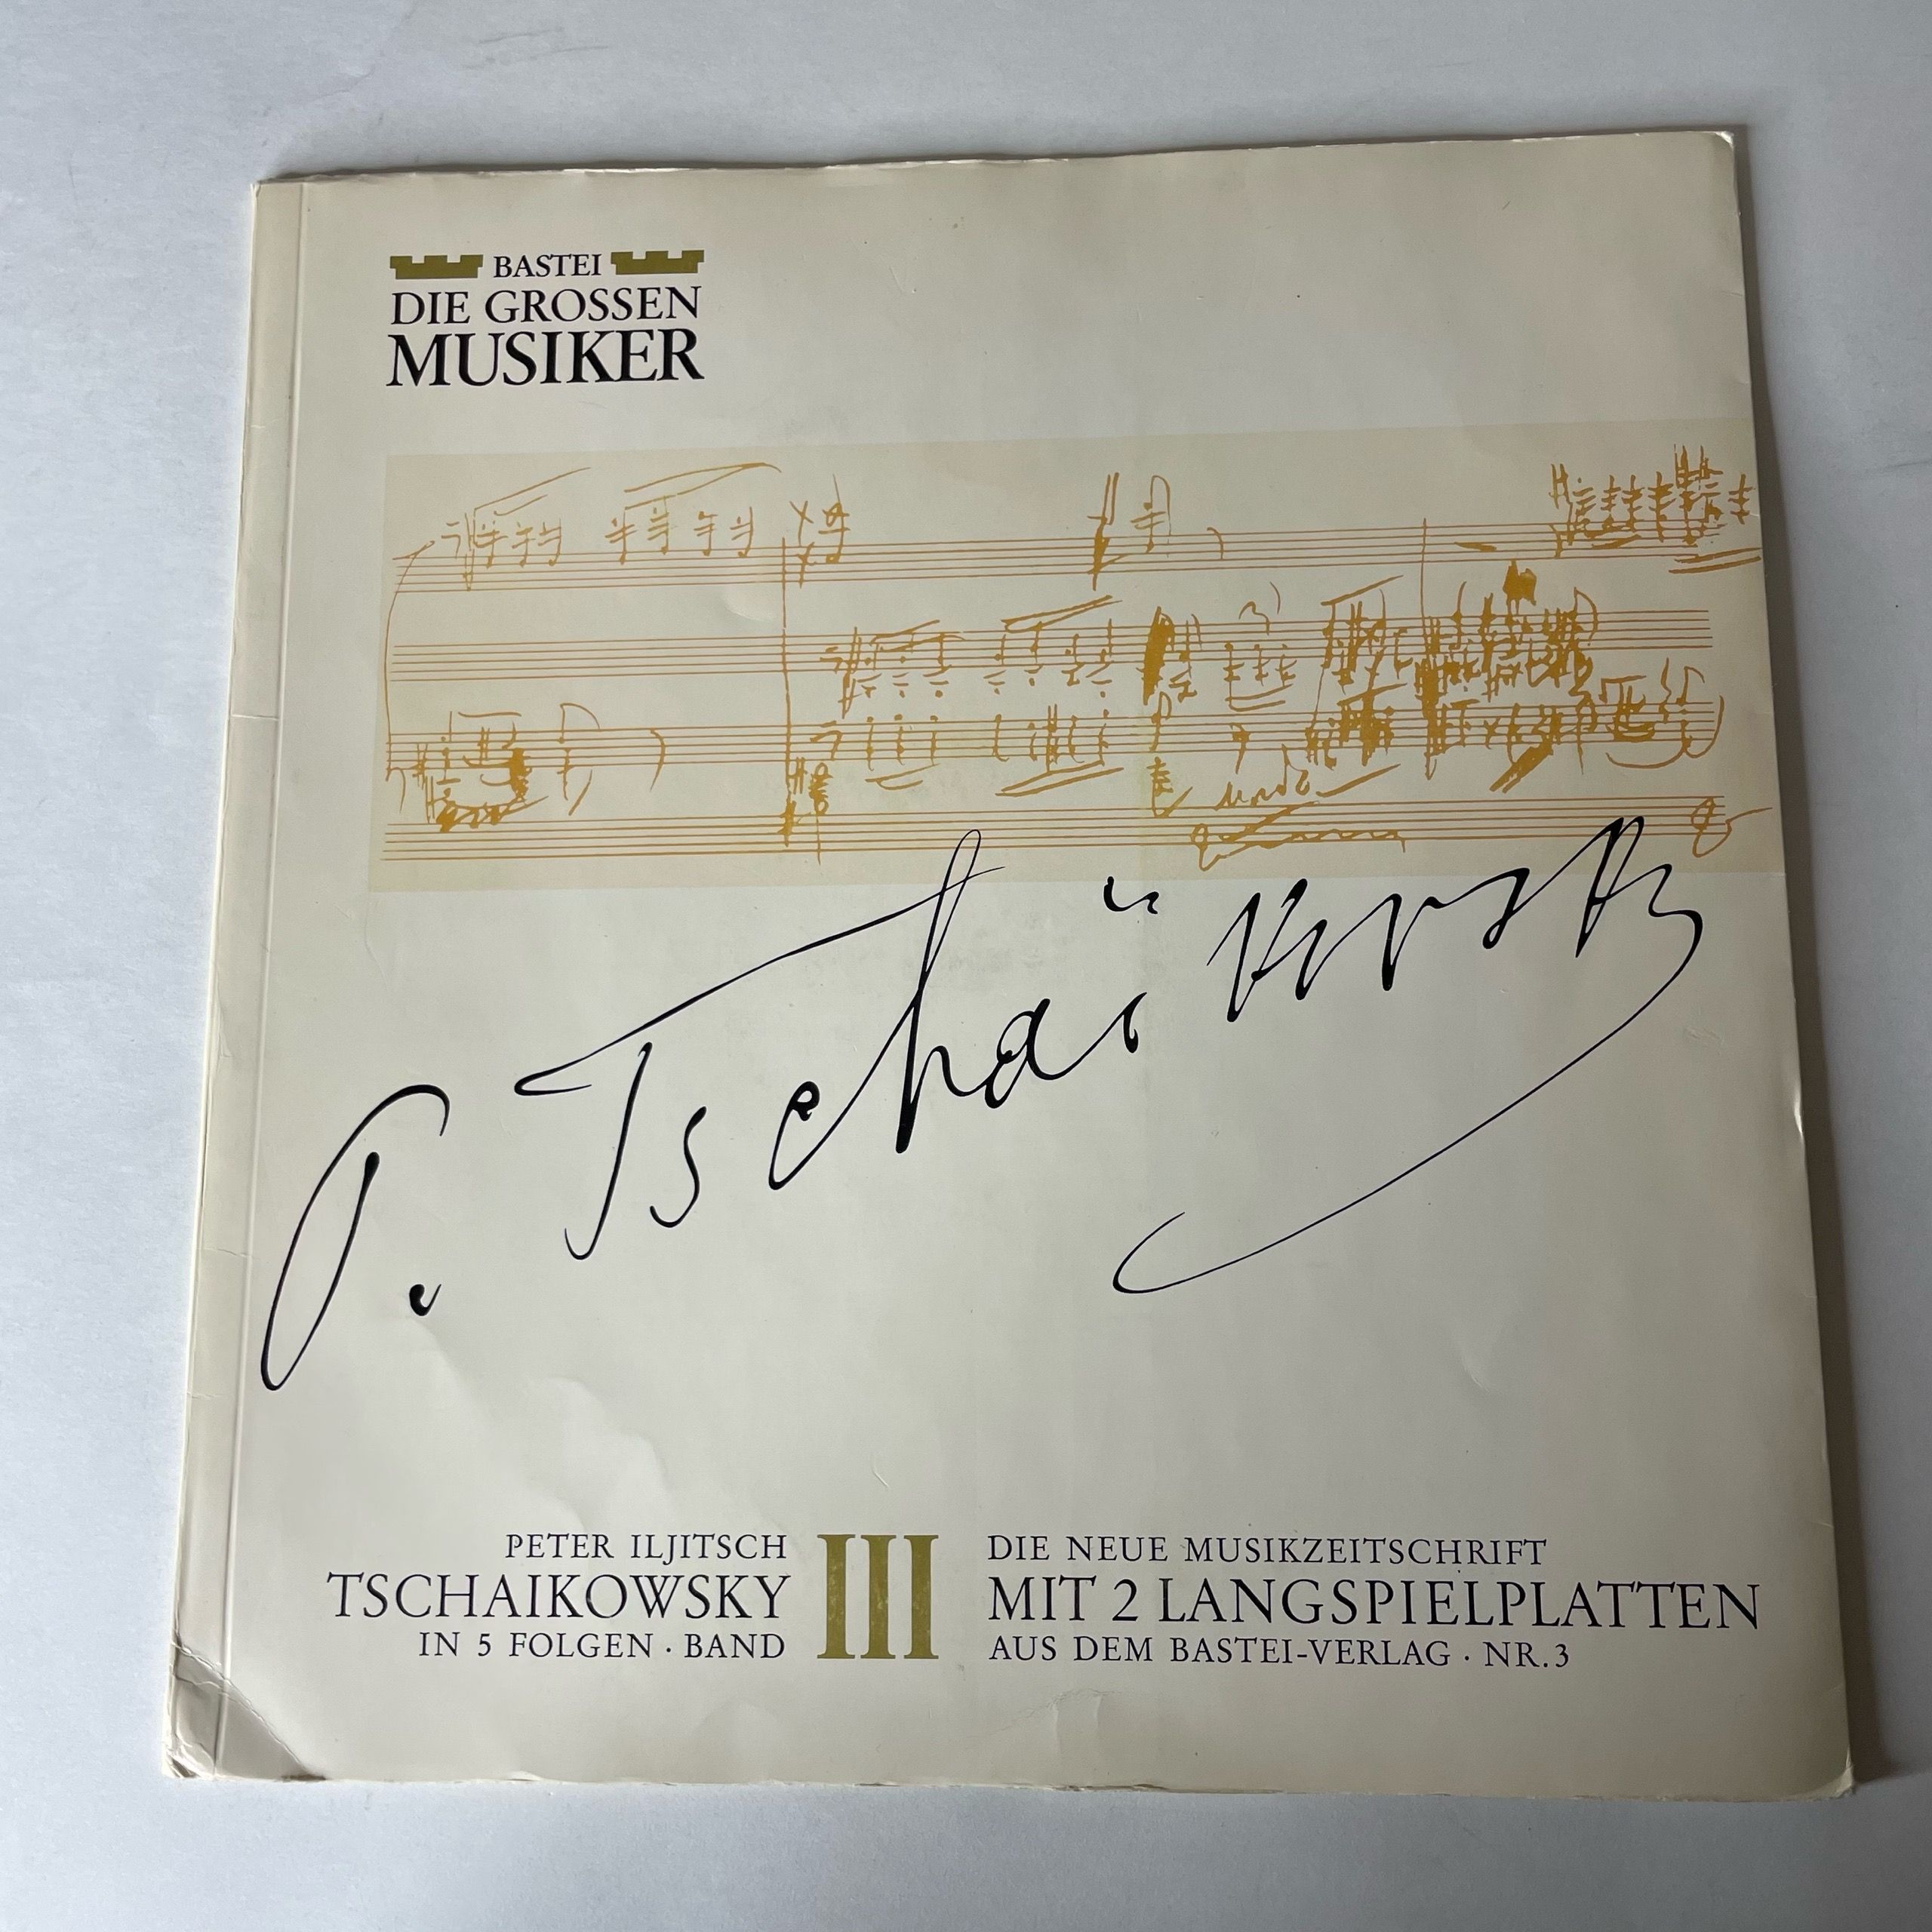 BASTEI
DIE GROSSEN
MUSIKER
P. Tschaïkovsky
PETER ILJITSCH
TSCHAIKOWSKY
IN 5 FOLGEN · BAND
III
DIE NEUE MUSIKZEITSCHRIFT
MIT 2 LANGSPIELPLATTEN
AUS DEM BASTEI-VERLAG · NR.3